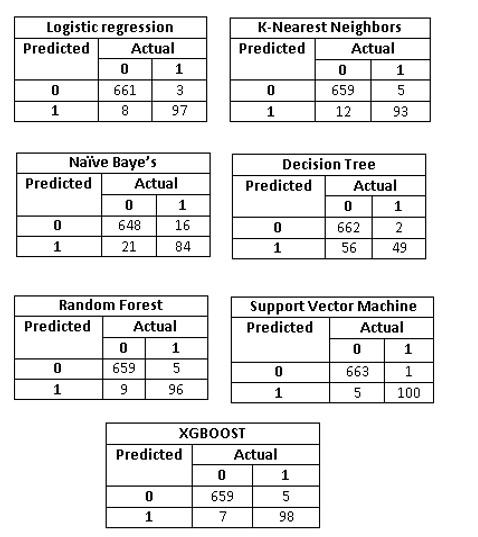 Logistic regression
Predicted Actual
0 1
0 661 3
1 8 97
K-Nearest Neighbors
Predicted Actual
0 1
0 659 5
1 12 93
Naïve Baye's
Predicted Actual
0 1
0 648 16
1 21 84
Decision Tree
Predicted Actual
0 1
0 662 2
1 56 49
Random Forest
Predicted Actual
0 1
0 659 5
1 9 96
Support Vector Machine
Predicted Actual
0 1
0 663 1
1 5 100
XGBOOST
Predicted Actual
0 1
0 659 5
1 7 98